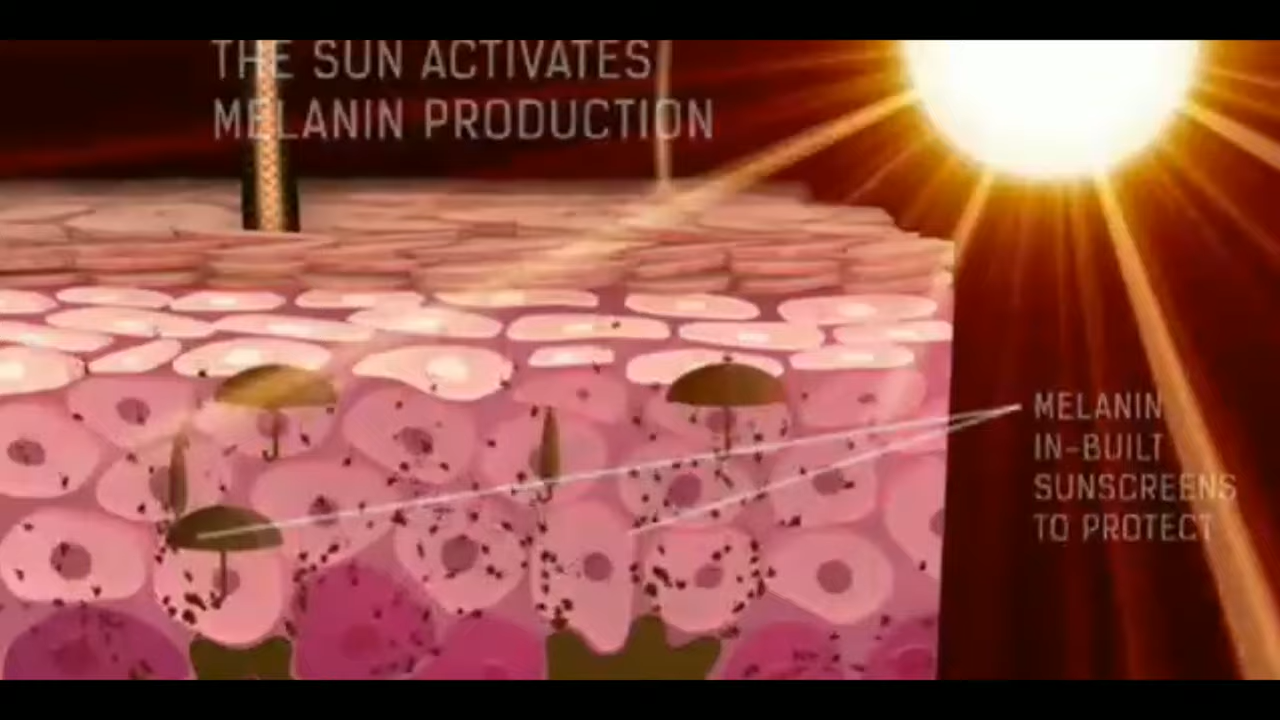 THE SUN ACTIVATES
MELANIN PRODUCTION
MELANIN
IN-BUILT
SUNSCREENS
TO PROTECT